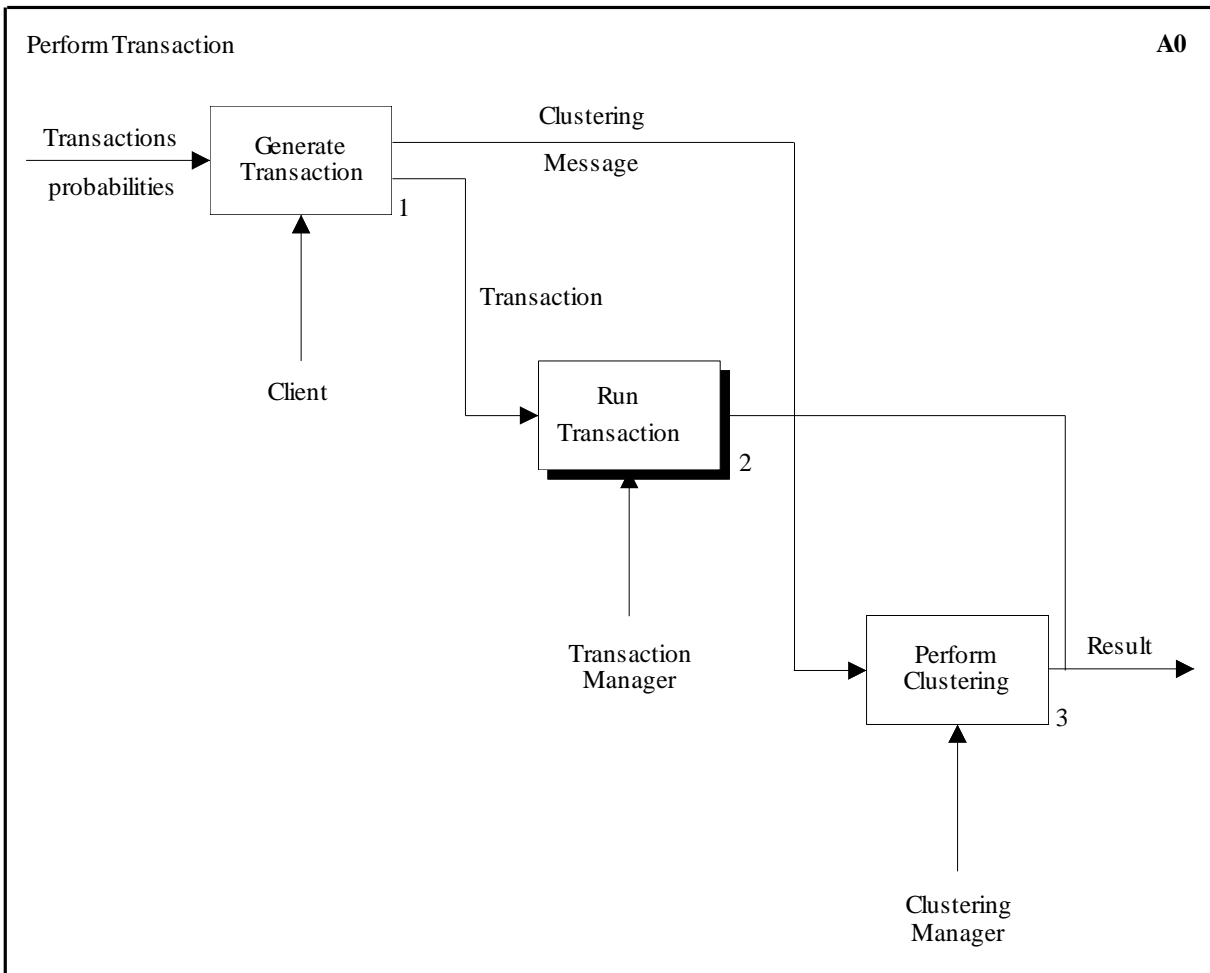 Perform Transaction
A0
Transactions
probabilities
Generate
Transaction
1
Clustering
Message
Transaction
Client
Run
Transaction
2
Transaction
Manager
Perform
Clustering
3
Result
Clustering
Manager